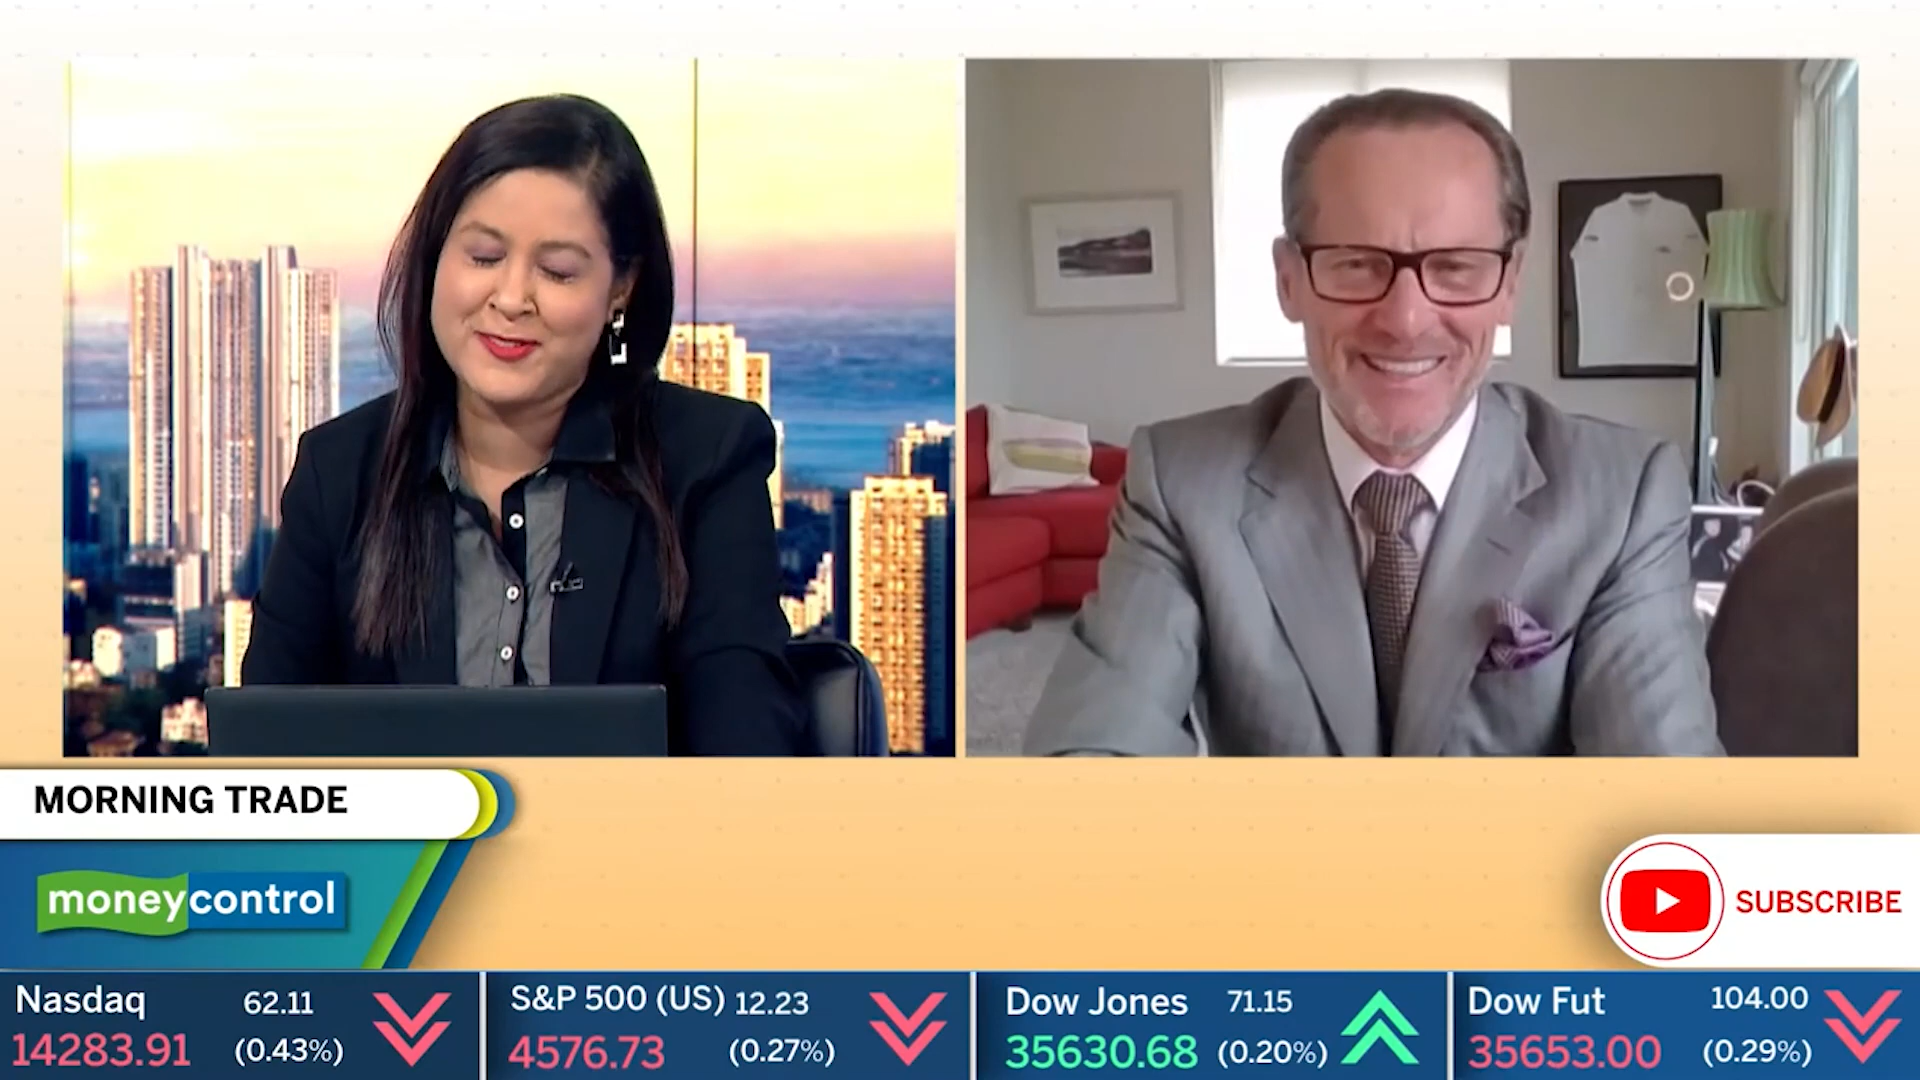 MORNING TRADE
moneycontrol
SUBSCRIBE
Nasdaq 62.11
14283.91 (0.43%)
S&P 500 (US) 12.23
4576.73 (0.27%)
Dow Jones 71.15
35630.68 (0.20%)
Dow Fut 104.00
35653.00 (0.29%)